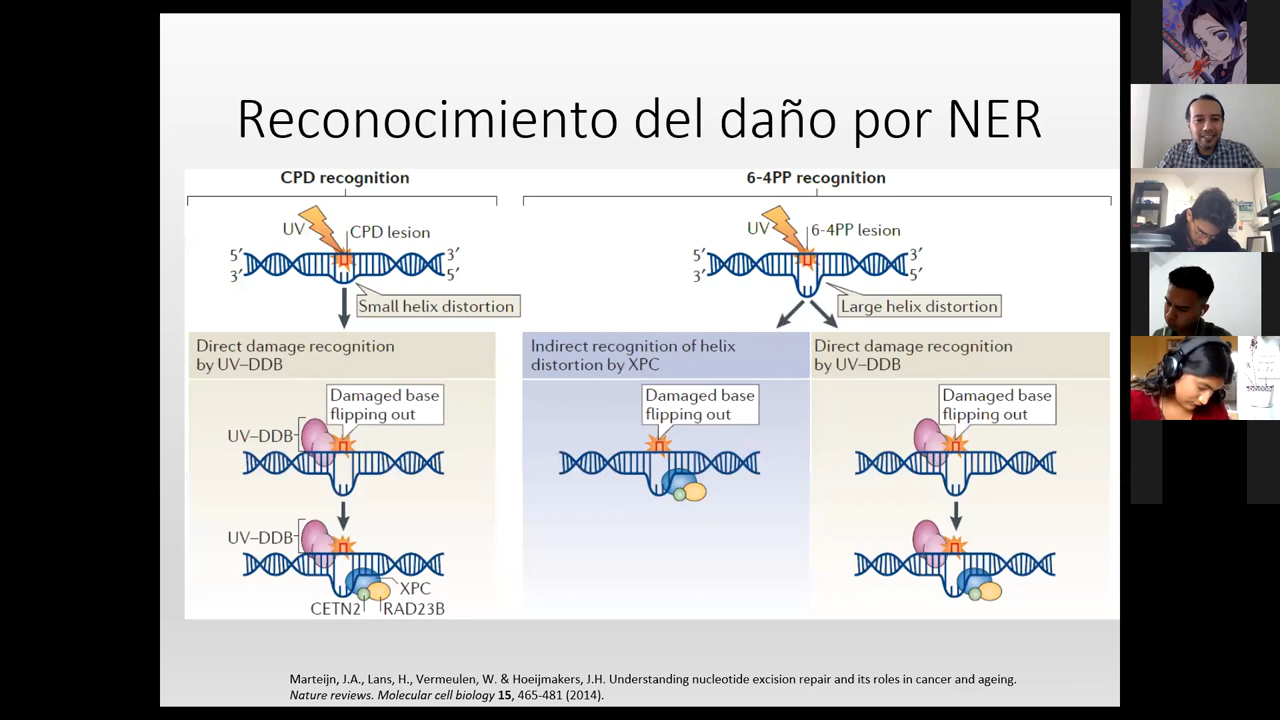 Reconocimiento del daño por NER
CPD recognition
UV
CPD lesion
5′
3′
3′
5′
Small helix distortion
Direct damage recognition
by UV–DDB
Damaged base
flipping out
UV–DDB
UV–DDB
XPC
CETN2
RAD23B
6-4PP recognition
UV
6-4PP lesion
5′
3′
3′
5′
Large helix distortion
Indirect recognition of helix
distortion by XPC
Damaged base
flipping out
Direct damage recognition
by UV–DDB
Damaged base
flipping out
Marteijn, J.A., Lans, H., Vermeulen, W. & Hoeijmakers, J.H. Understanding nucleotide excision repair and its roles in cancer and ageing.
Nature reviews. Molecular cell biology 15, 465-481 (2014).